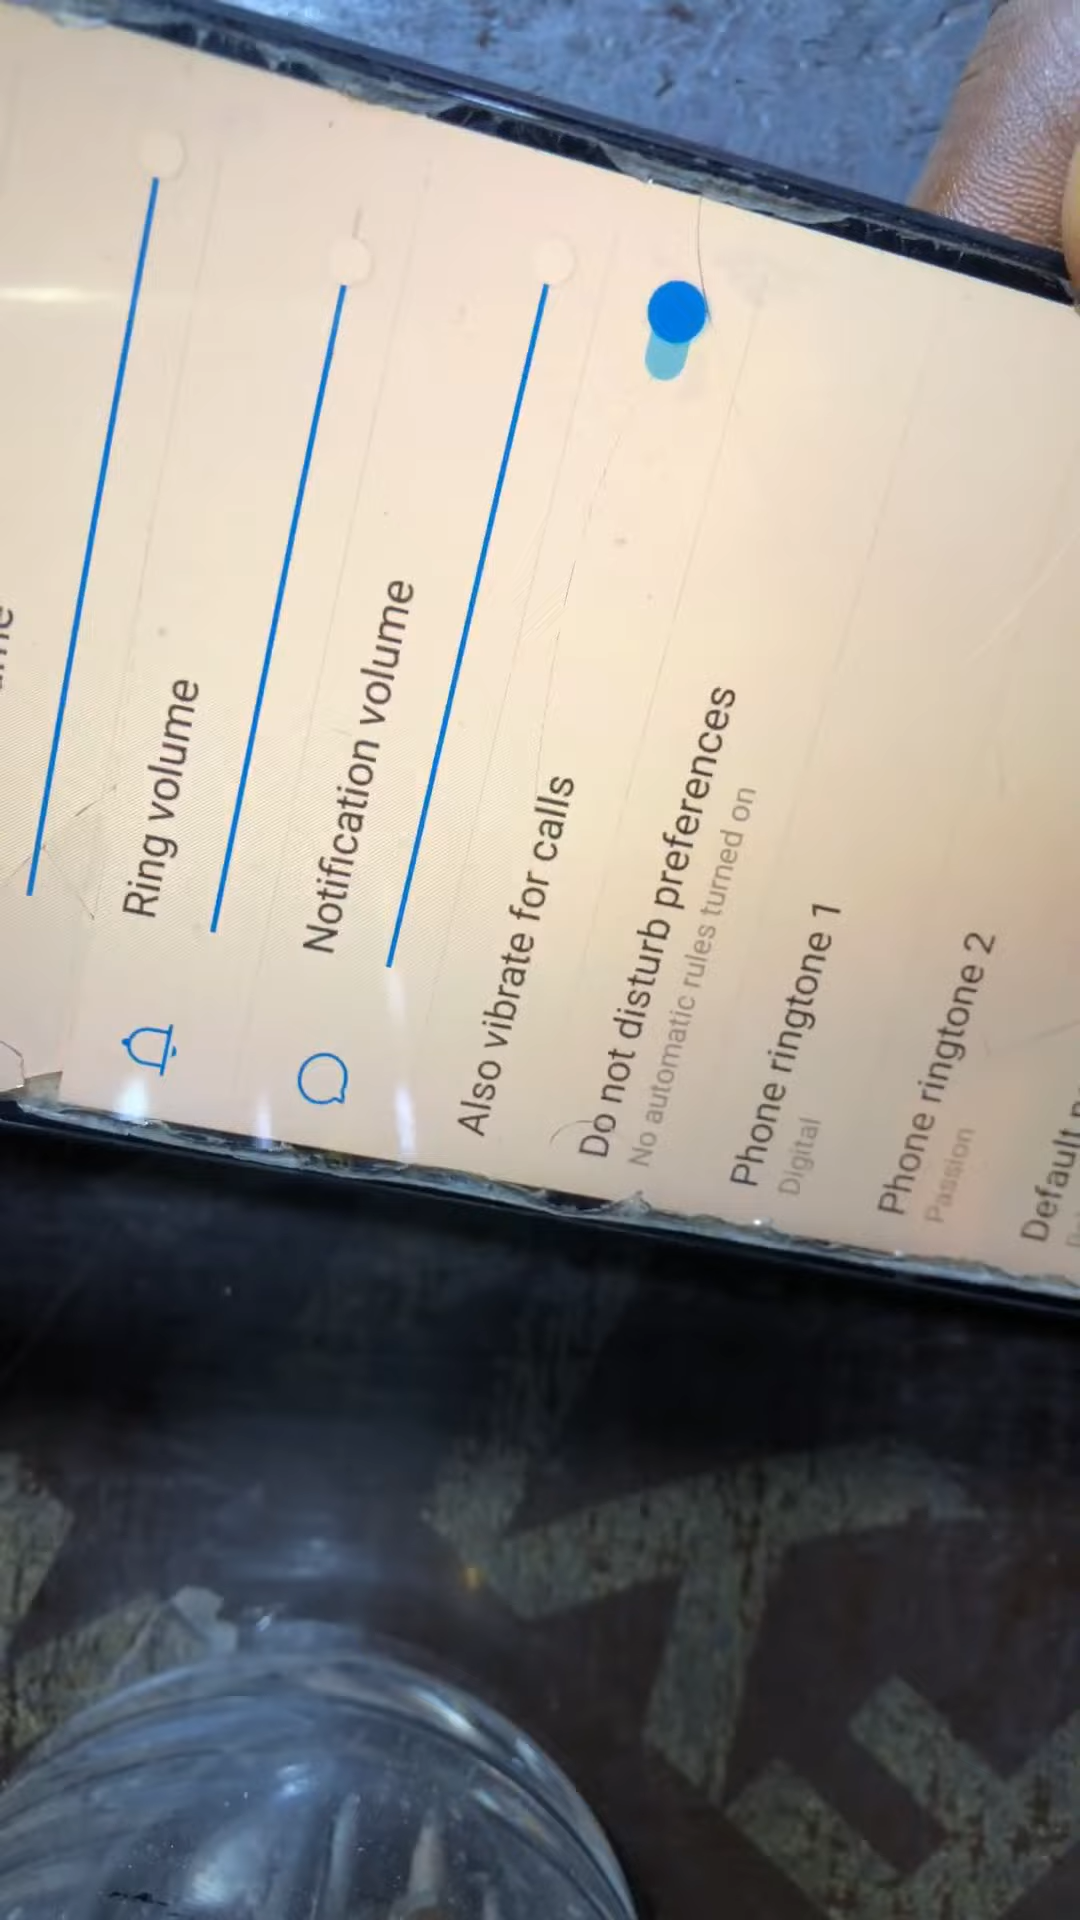 Ring volume
Notification volume
Also vibrate for calls
Do not disturb preferences
No automatic rules turned on
Phone ringtone 1
Digital
Phone ringtone 2
Passion
Default